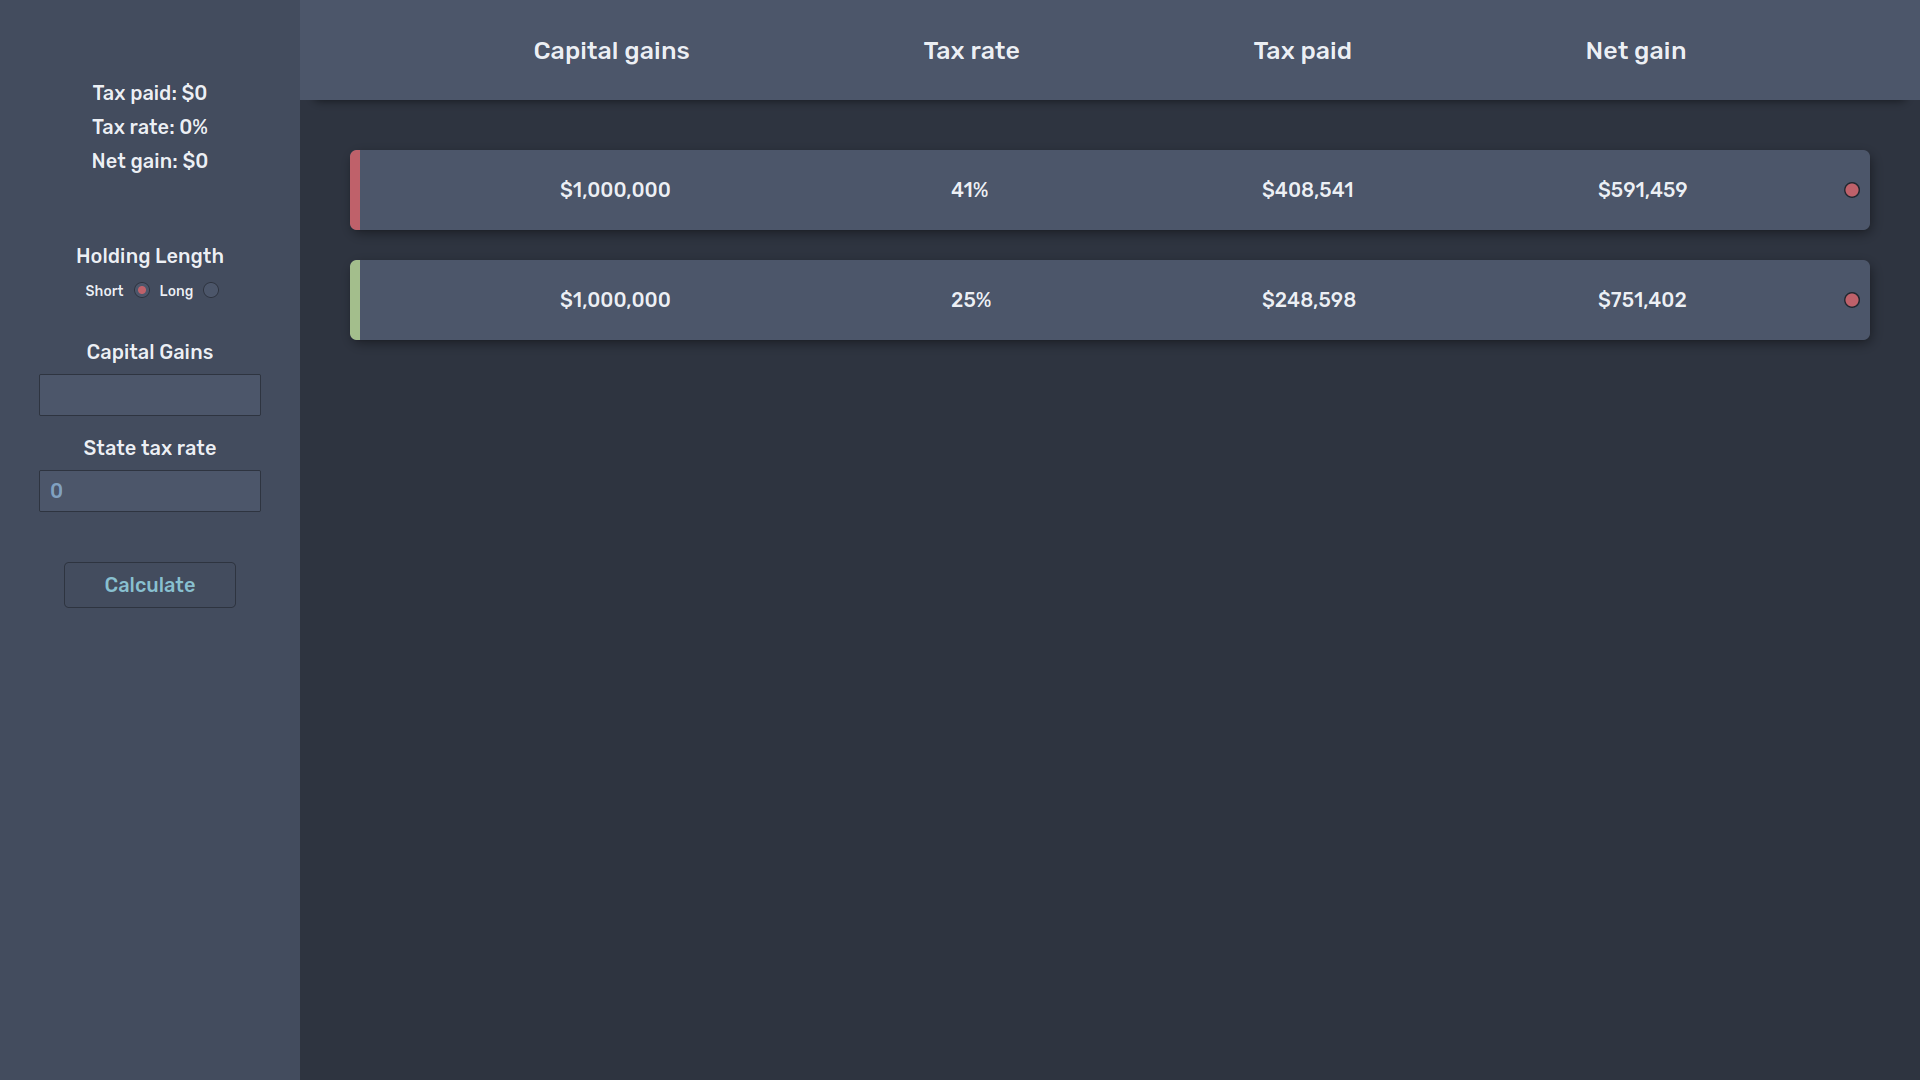 Tax paid: $0
Tax rate: 0%
Net gain: $0
Holding Length
Short Long
Capital Gains
State tax rate
0
Calculate
Capital gains Tax rate Tax paid Net gain
$1,000,000 41% $408,541 $591,459
$1,000,000 25% $248,598 $751,402